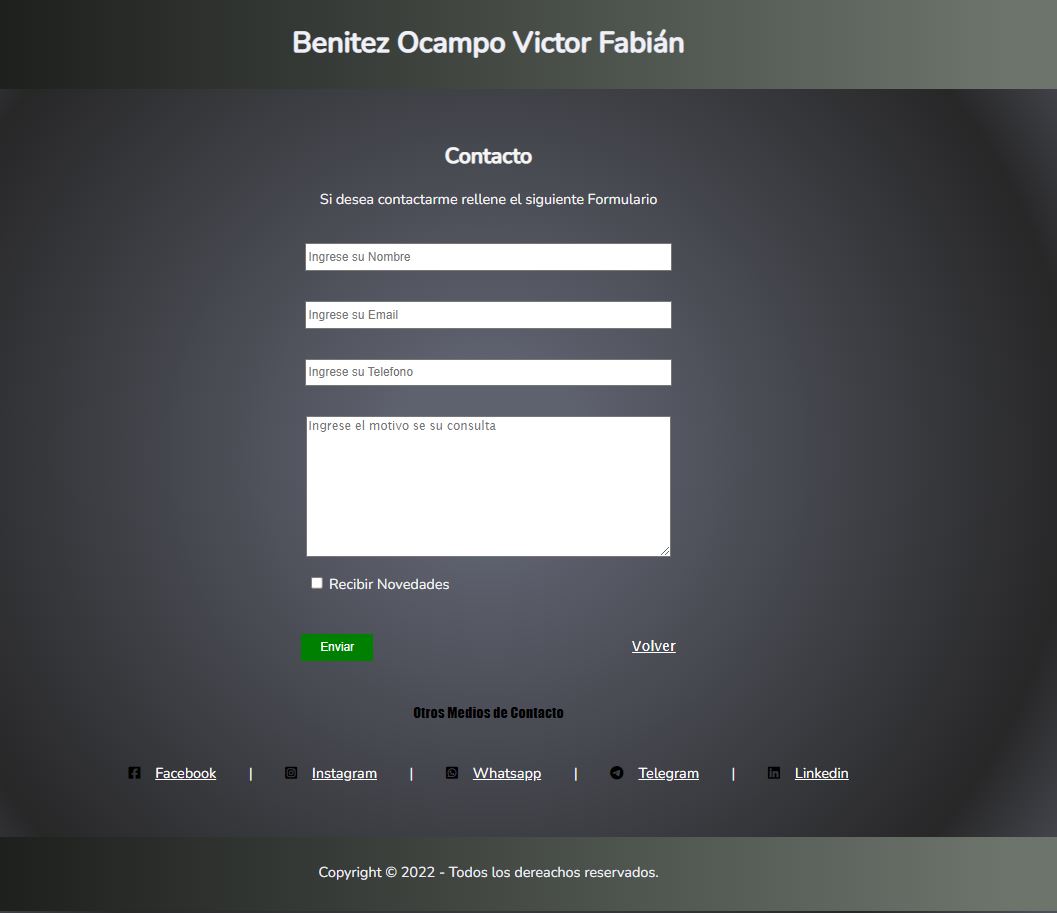 Benitez Ocampo Victor Fabián
Contacto
Si desea contactarme rellene el siguiente Formulario
Ingrese su Nombre
Ingrese su Email
Ingrese su Telefono
Ingrese el motivo se su consulta
Recibir Novedades
Enviar Volver
Otros Medios de Contacto
Facebook | Instagram | Whatsapp | Telegram | Linkedin
Copyright © 2022 - Todos los dereachos reservados.